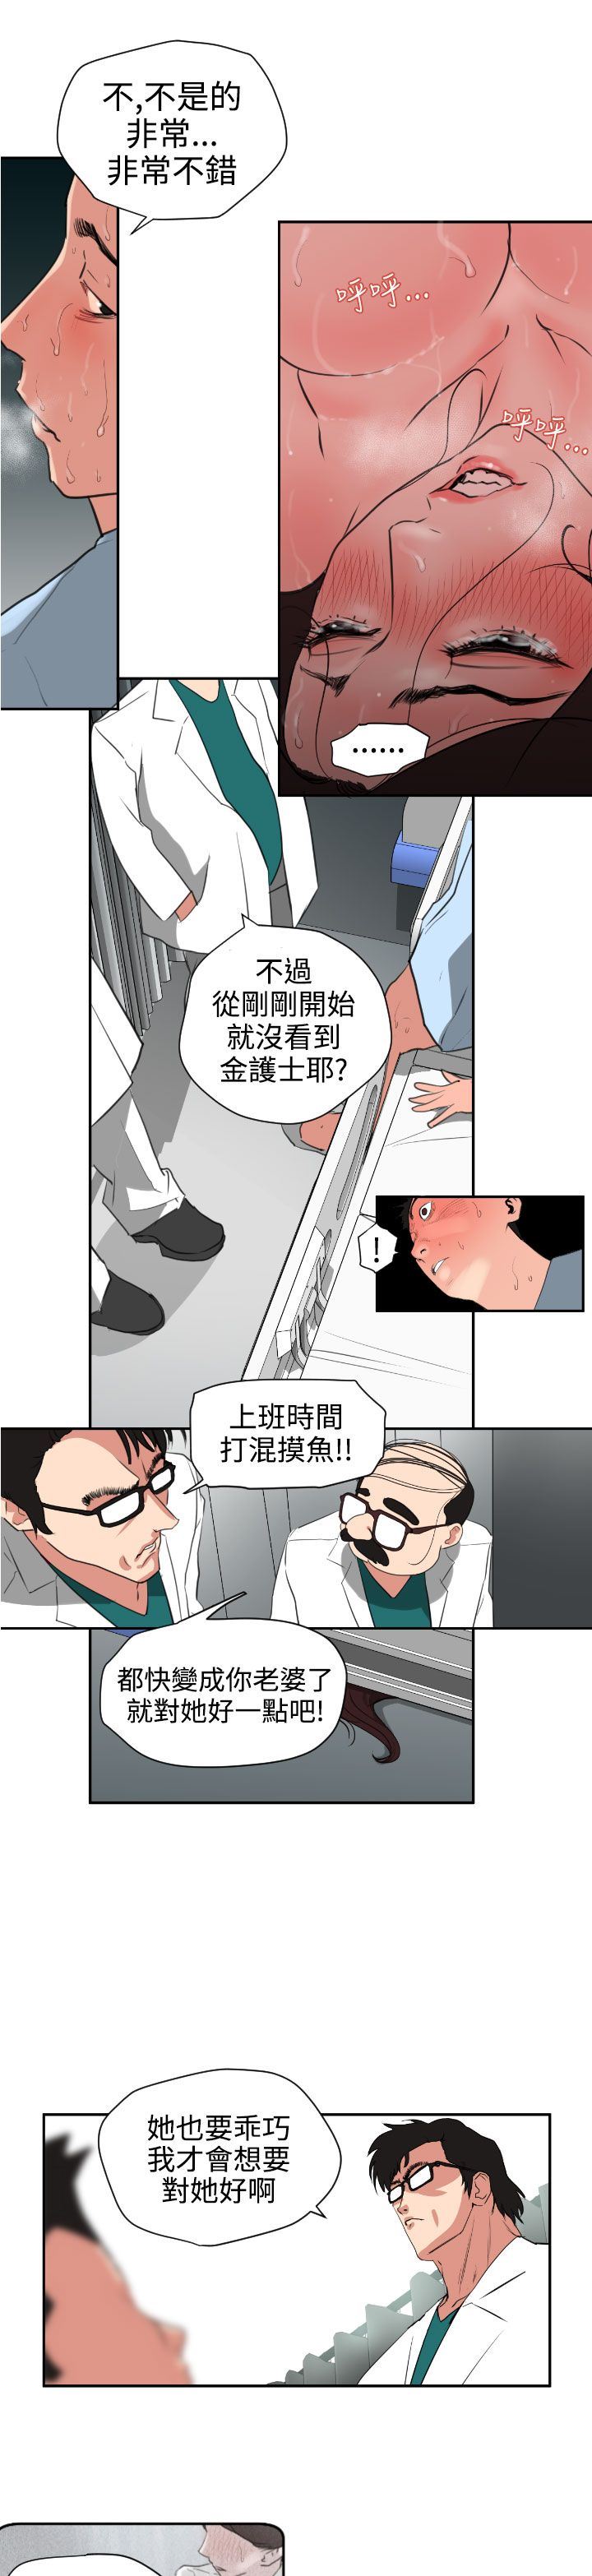 不,不是的
非常...
非常不錯
呼呼...
呼呼...
......
不過
從剛剛開始
就沒看到
金護士耶?
!
上班時間
打混摸魚!!
都快變成你老婆了
就對她好一點吧!
她也要乖巧
我才會想要
對她好啊